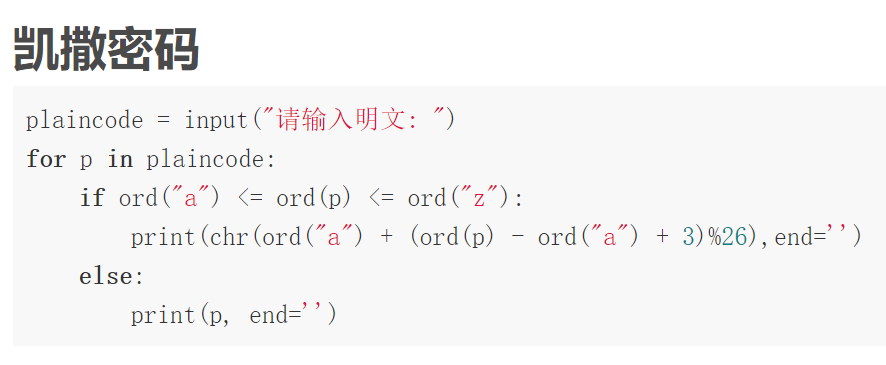 凯撒密码
plaincode = input("请输入明文: ")
for p in plaincode:
    if ord("a") <= ord(p) <= ord("z"):
        print(chr(ord("a") + (ord(p) - ord("a") + 3)%26),end='')
    else:
        print(p, end='')